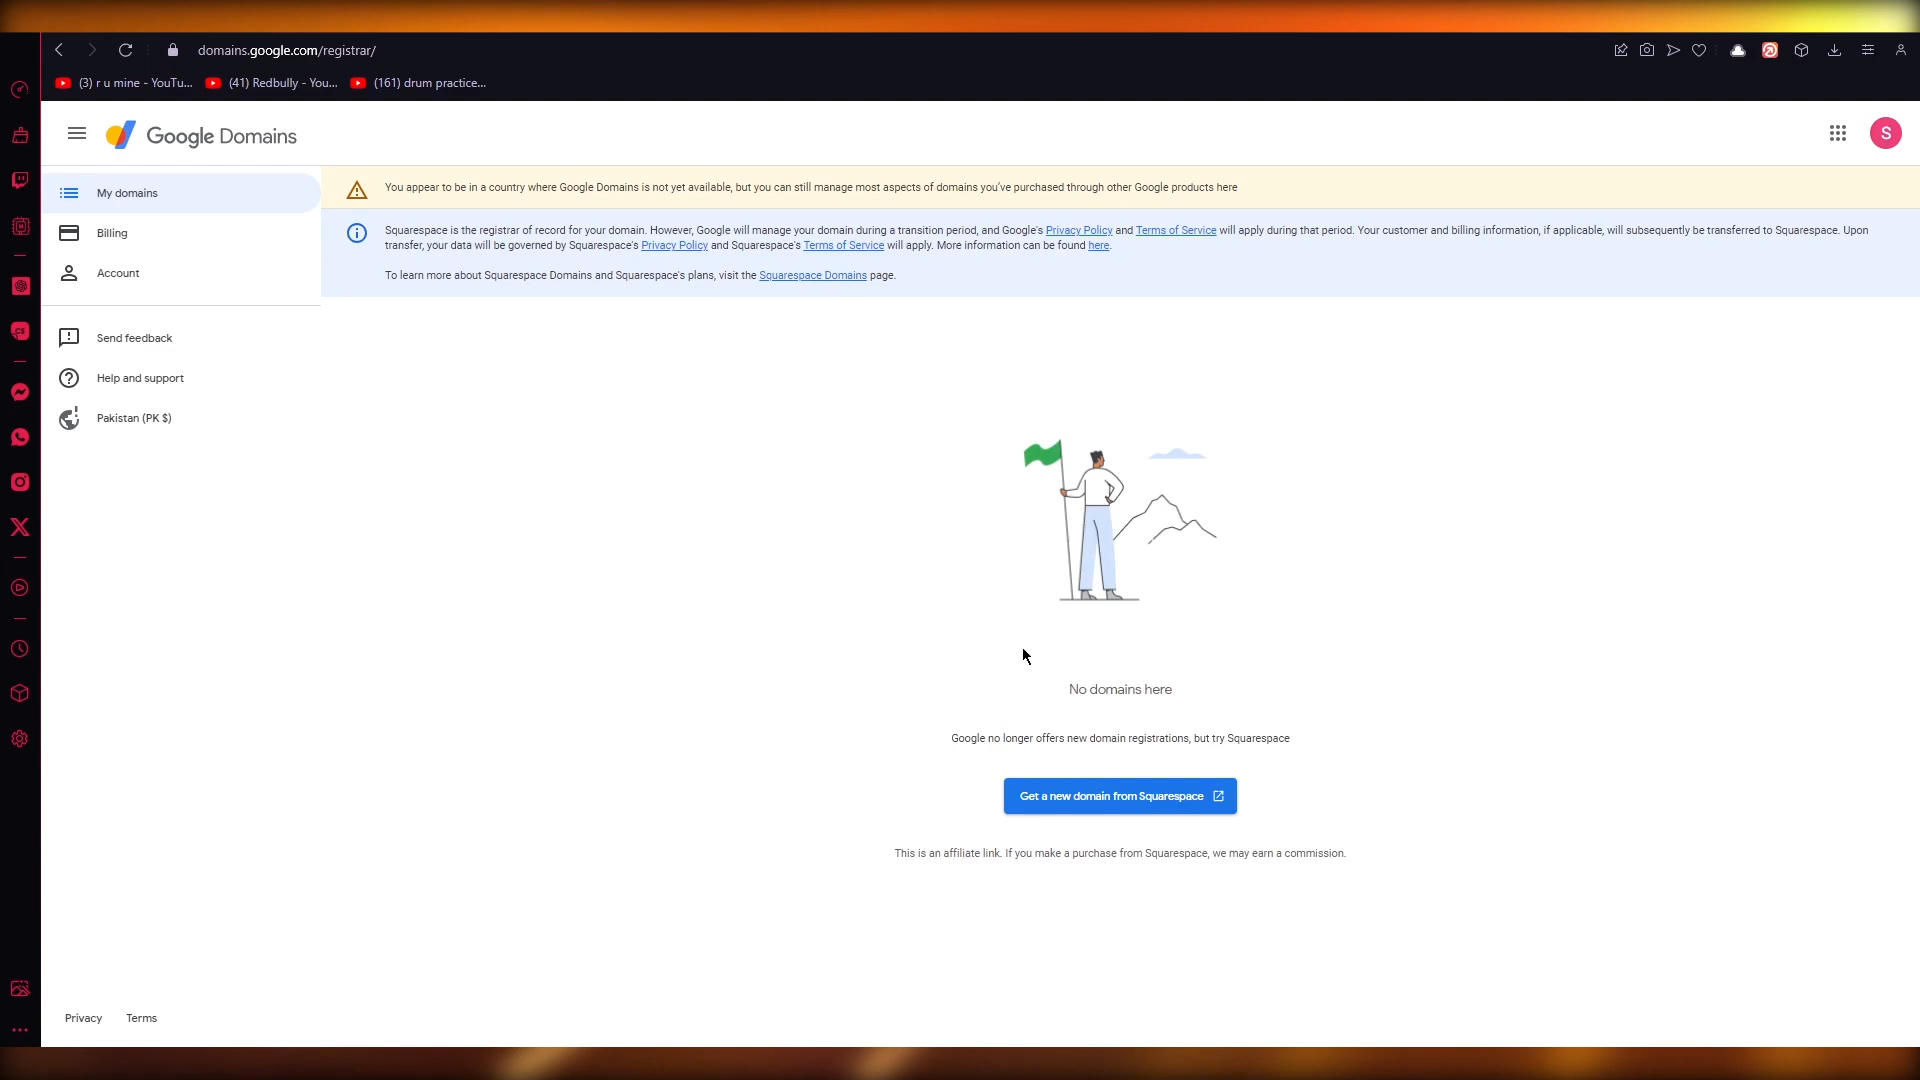 domains.google.com/registrar/
(3) r u mine - YouTu... (41) Redbully - You... (161) drum practice...
Google Domains
S
My domains
Billing
Account
Send feedback
Help and support
Pakistan (PK $)
You appear to be in a country where Google Domains is not yet available, but you can still manage most aspects of domains you've purchased through other Google products here
Squarespace is the registrar of record for your domain. However, Google will manage your domain during a transition period, and Google's Privacy Policy and Terms of Service will apply during that period. Your customer and billing information, if applicable, will subsequently be transferred to Squarespace. Upon
transfer, your data will be governed by Squarespace's Privacy Policy and Squarespace's Terms of Service will apply. More information can be found here.
To learn more about Squarespace Domains and Squarespace's plans, visit the Squarespace Domains page.
No domains here
Google no longer offers new domain registrations, but try Squarespace
Get a new domain from Squarespace
This is an affiliate link. If you make a purchase from Squarespace, we may earn a commission.
Privacy Terms